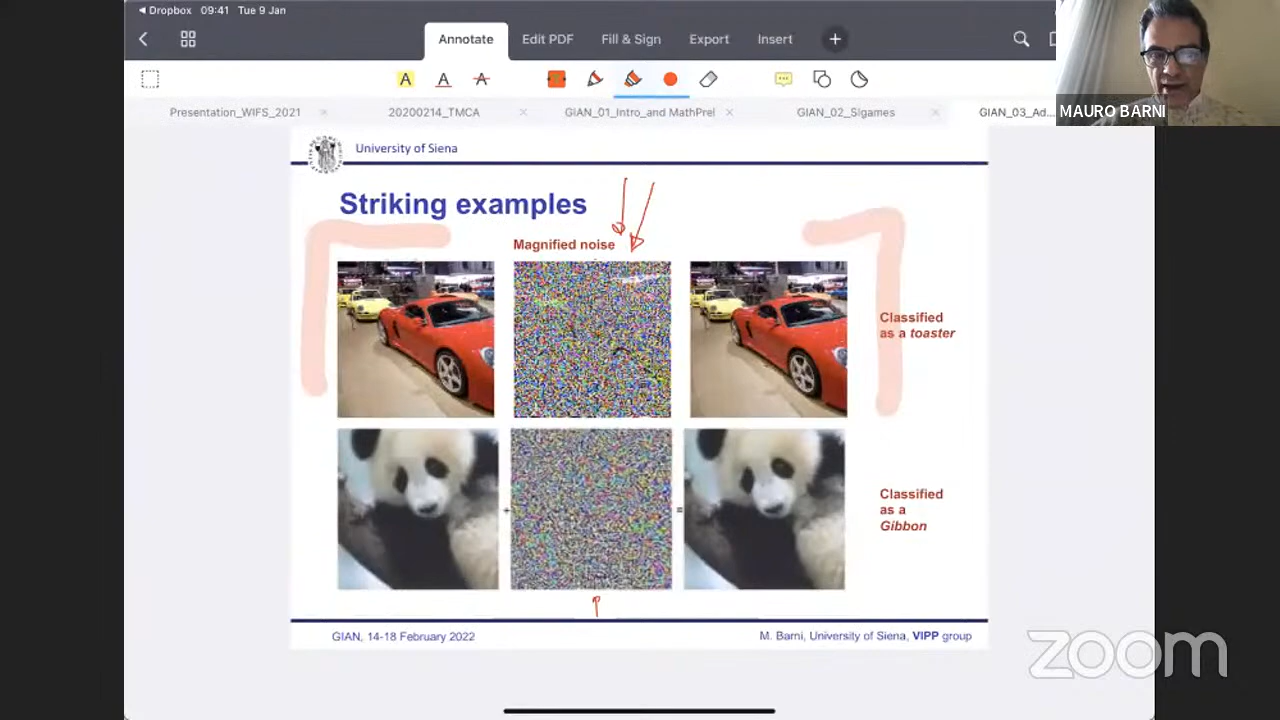 Dropbox 09:41 Tue 9 Jan
Annotate Edit PDF Fill & Sign Export Insert +
A A A
Presentation_WIFS_2021 × 20200214_TMCA × GIAN_01_Intro_and MathPrel × GIAN_02_SIgames × GIAN_03_Ad...
MAURO BARNI
University of Siena
Striking examples
Magnified noise
Classified
as a toaster
+ =
Classified
as a
Gibbon
GIAN, 14-18 February 2022
M. Barni, University of Siena, VIPP group
zoom